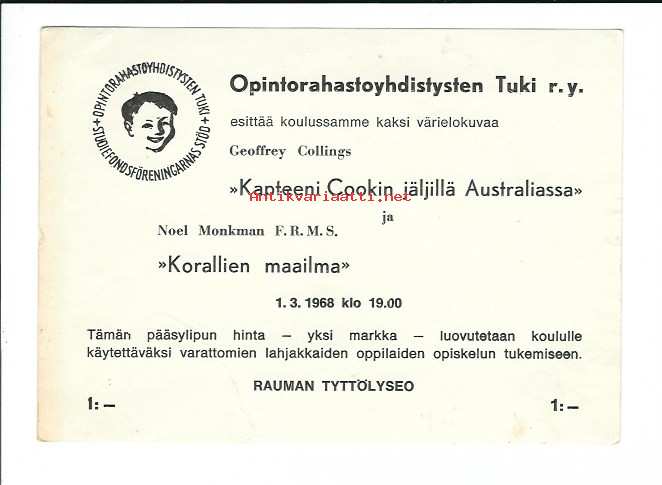 OPINTORAHASTOYHDISTYSTEN TUKI + STUDIEFONDSFÖRENINGARNAS STÖD +
Opintorahastoyhdistysten Tuki r.y.
esittää koulussamme kaksi värielokuvaa
Geoffrey Collings
»Kapteeni Cookin jäljillä Australiassa»
Antikvariaatti.net
ja
Noel Monkman F.R.M.S.
»Korallien maailma»
1.3.1968 klo 19.00
Tämän pääsylipun hinta – yksi markka – luovutetaan koululle
käytettäväksi varattomien lahjakkaiden oppilaiden opiskelun tukemiseen.
RAUMAN TYTTÖLYSEO
1:– 1:–